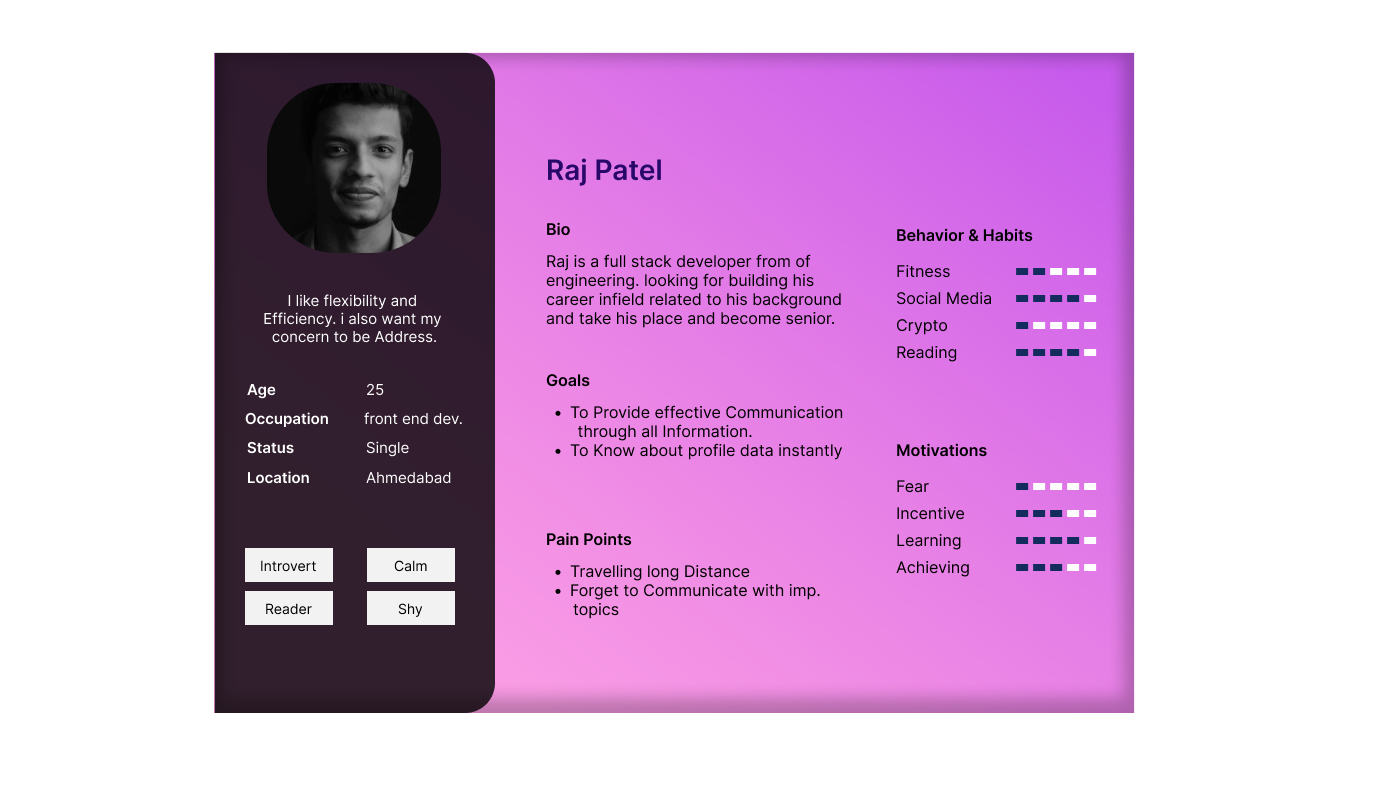 I like flexibility and
Efficiency. i also want my
concern to be Address.
Age 25
Occupation front end dev.
Status Single
Location Ahmedabad
Introvert Calm
Reader Shy
Raj Patel
Bio
Raj is a full stack developer from of
engineering. looking for building his
career infield related to his background
and take his place and become senior.
Goals
• To Provide effective Communication
through all Information.
• To Know about profile data instantly
Pain Points
• Travelling long Distance
• Forget to Communicate with imp.
topics
Behavior & Habits
Fitness
Social Media
Crypto
Reading
Motivations
Fear
Incentive
Learning
Achieving